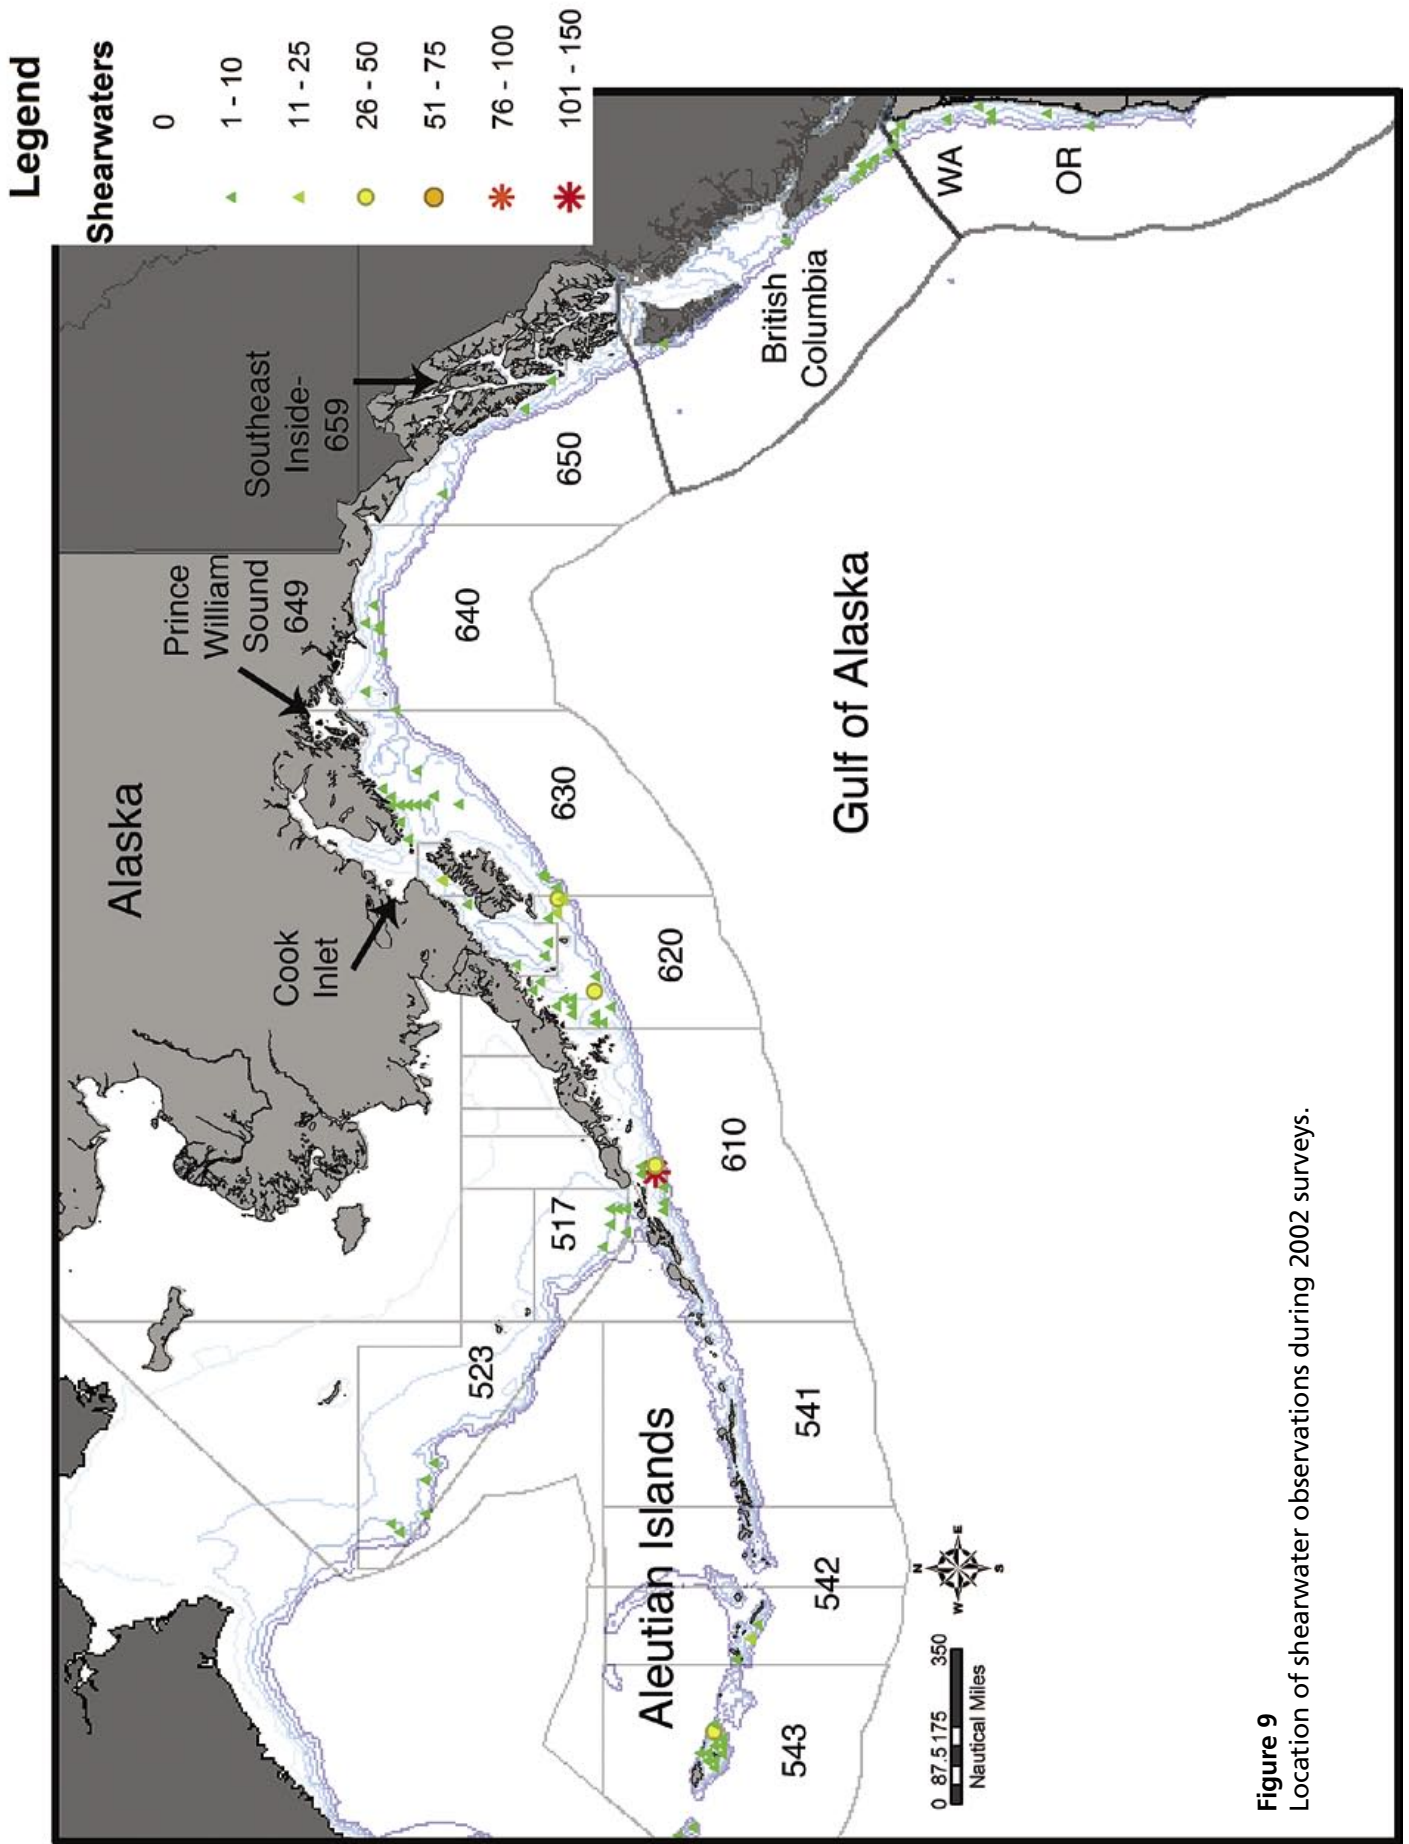 Legend
Shearwaters
0
1 - 10
11 - 25
26 - 50
51 - 75
76 - 100
101 - 150
Alaska
Prince
William
Sound
649
Southeast
Inside-
659
Cook
Inlet
517
523
610
620
630
640
650
British
Columbia
WA
OR
Gulf of Alaska
Aleutian Islands
541
542
543
N
E
S
W
0 87.5 175 350
Nautical Miles
Figure 9
Location of shearwater observations during 2002 surveys.